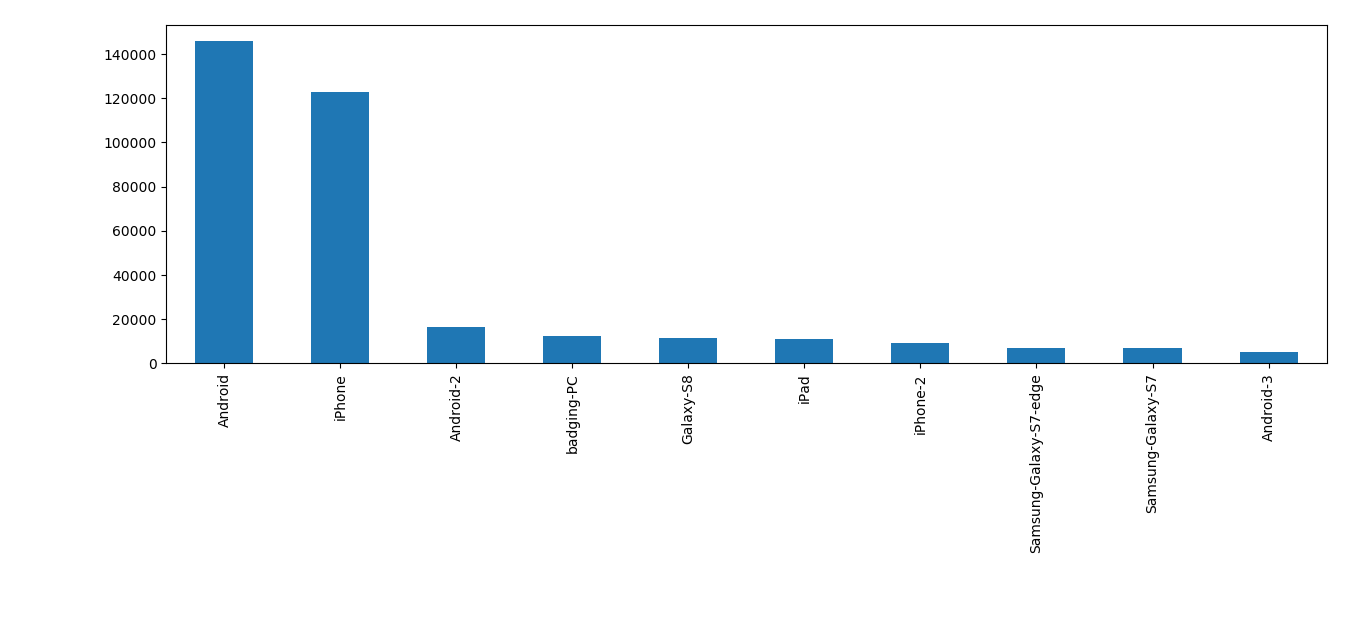 140000
120000
100000
80000
60000
40000
20000
0
Android
iPhone
Android-2
badging-PC
Galaxy-S8
iPad
iPhone-2
Samsung-Galaxy-S7-edge
Samsung-Galaxy-S7
Android-3